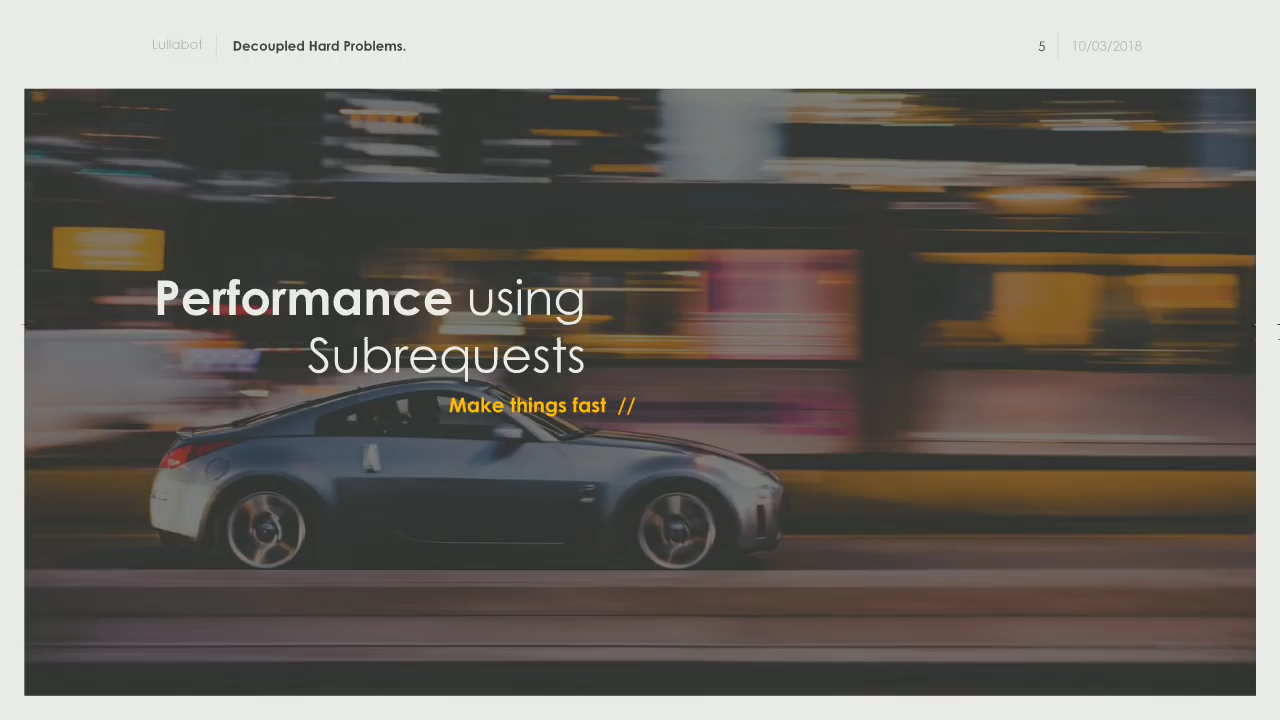 Lullabot
Decoupled Hard Problems.
5
10/03/2018
Performance using
Subrequests
Make things fast //